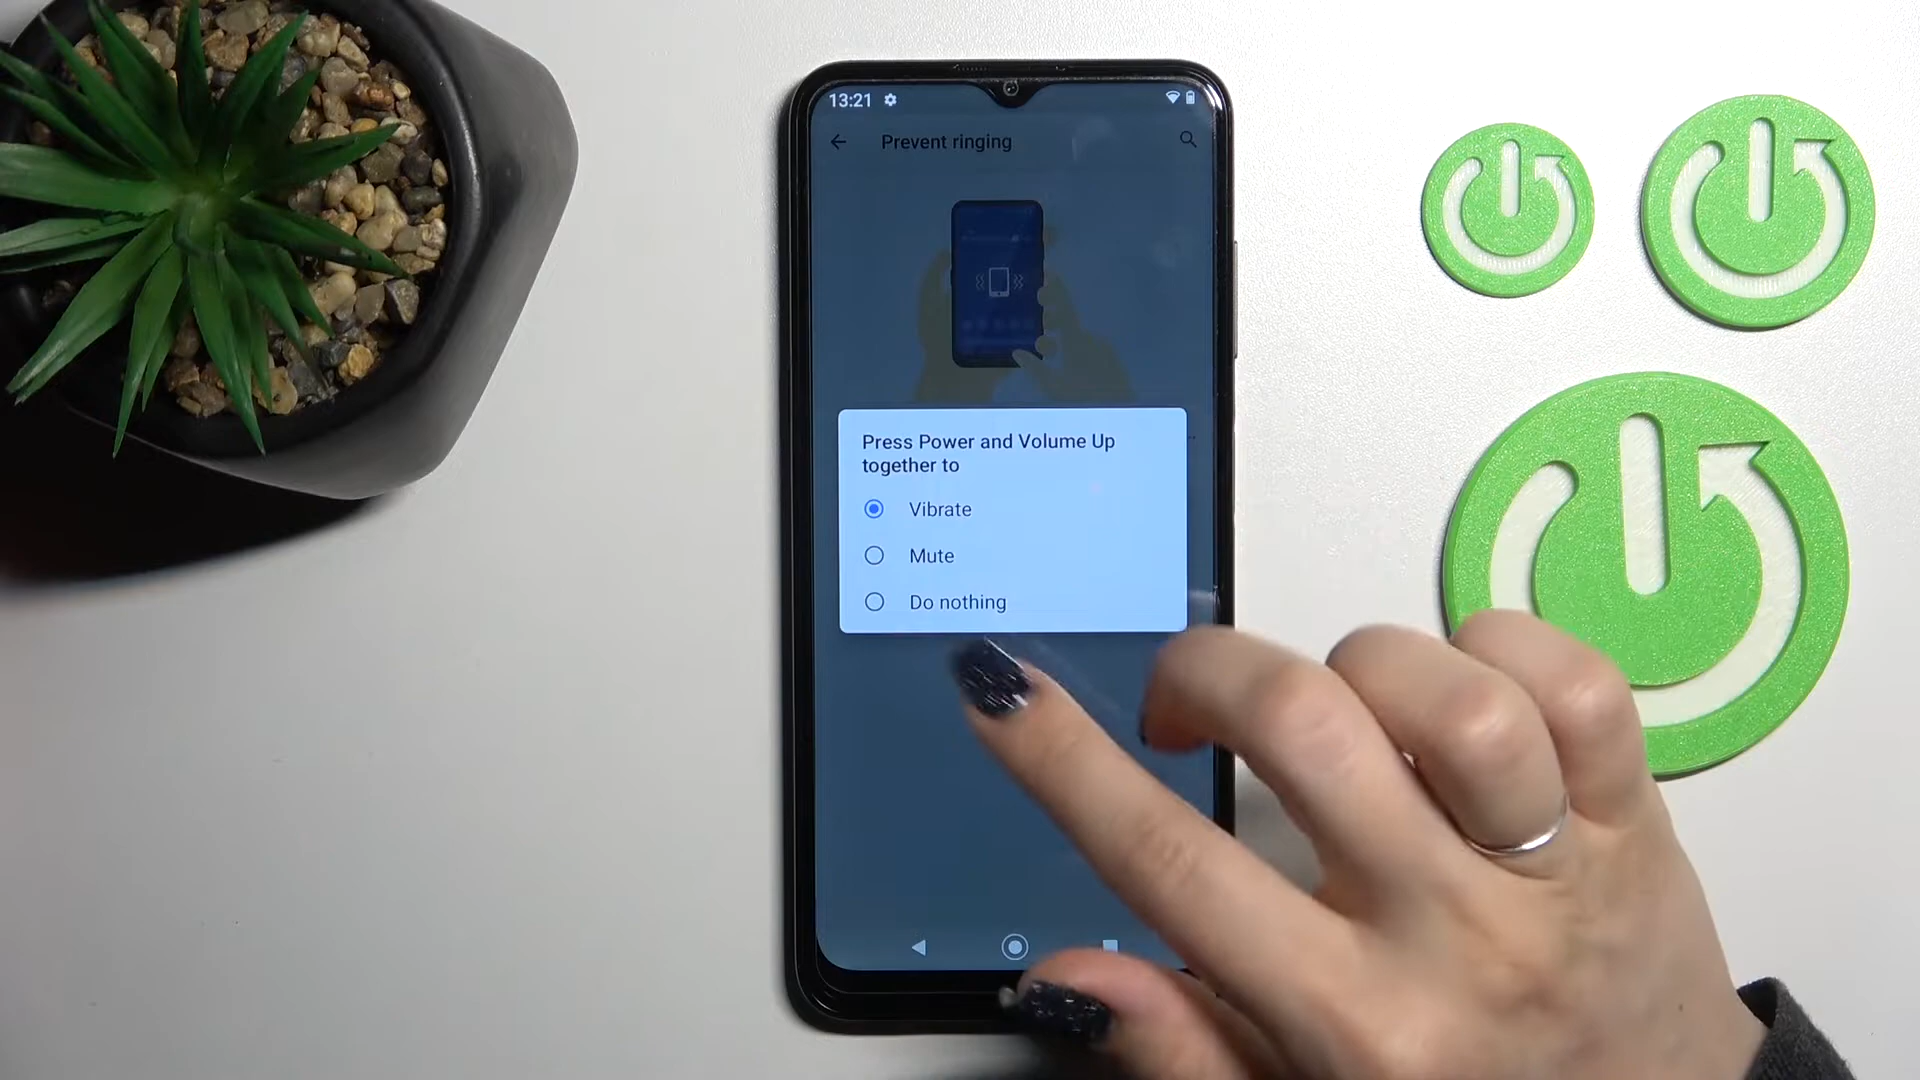 13:21
Prevent ringing
Press Power and Volume Up
together to
Vibrate
Mute
Do nothing